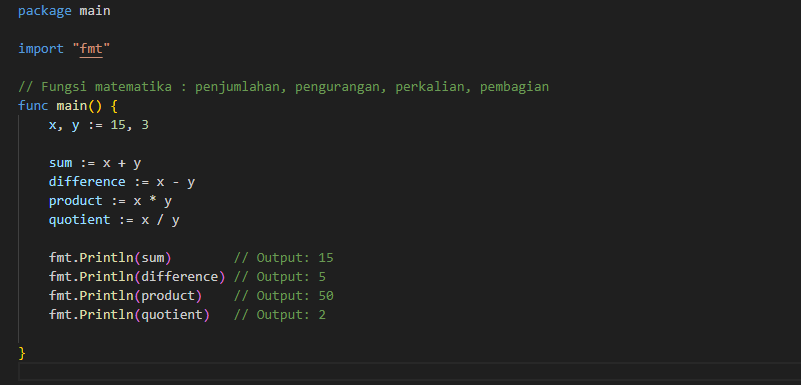 package main
import "fmt"
// Fungsi matematika : penjumlahan, pengurangan, perkalian, pembagian
func main() {
x, y := 15, 3
sum := x + y
difference := x - y
product := x * y
quotient := x / y
fmt.Println(sum) // Output: 15
fmt.Println(difference) // Output: 5
fmt.Println(product) // Output: 50
fmt.Println(quotient) // Output: 2
}